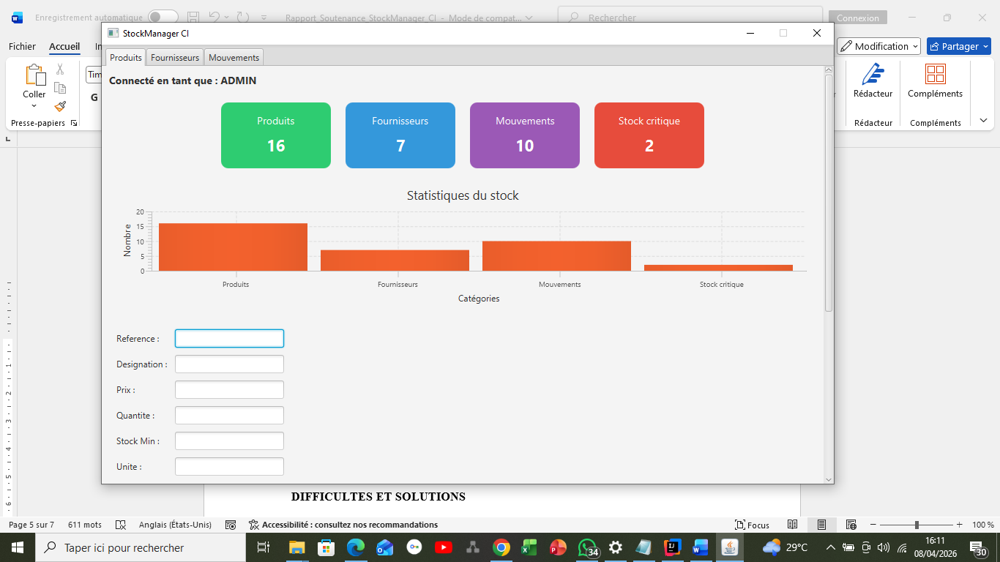 Enregistrement automatique
Rapport_Soutenance_StockManager_CI - Mode de compat...
Rechercher
Connexion
StockManager CI
Fichier
Accueil
Modification
Partager
Produits
Fournisseurs
Mouvements
Coller
G
Presse-papiers
Rédacteur
Compléments
Rédacteur
Compléments
Connecté en tant que : ADMIN
Produits
16
Fournisseurs
7
Mouvements
10
Stock critique
2
Statistiques du stock
Nombre
20
15
10
5
0
Produits
Fournisseurs
Mouvements
Stock critique
Catégories
Reference :
Designation :
Prix :
Quantite :
Stock Min :
Unite :
DIFFICULTES ET SOLUTIONS
Page 5 sur 7
611 mots
Anglais (États-Unis)
Accessibilité : consultez nos recommandations
Focus
100 %
Taper ici pour rechercher
34
29°C
16:11
08/04/2026
30